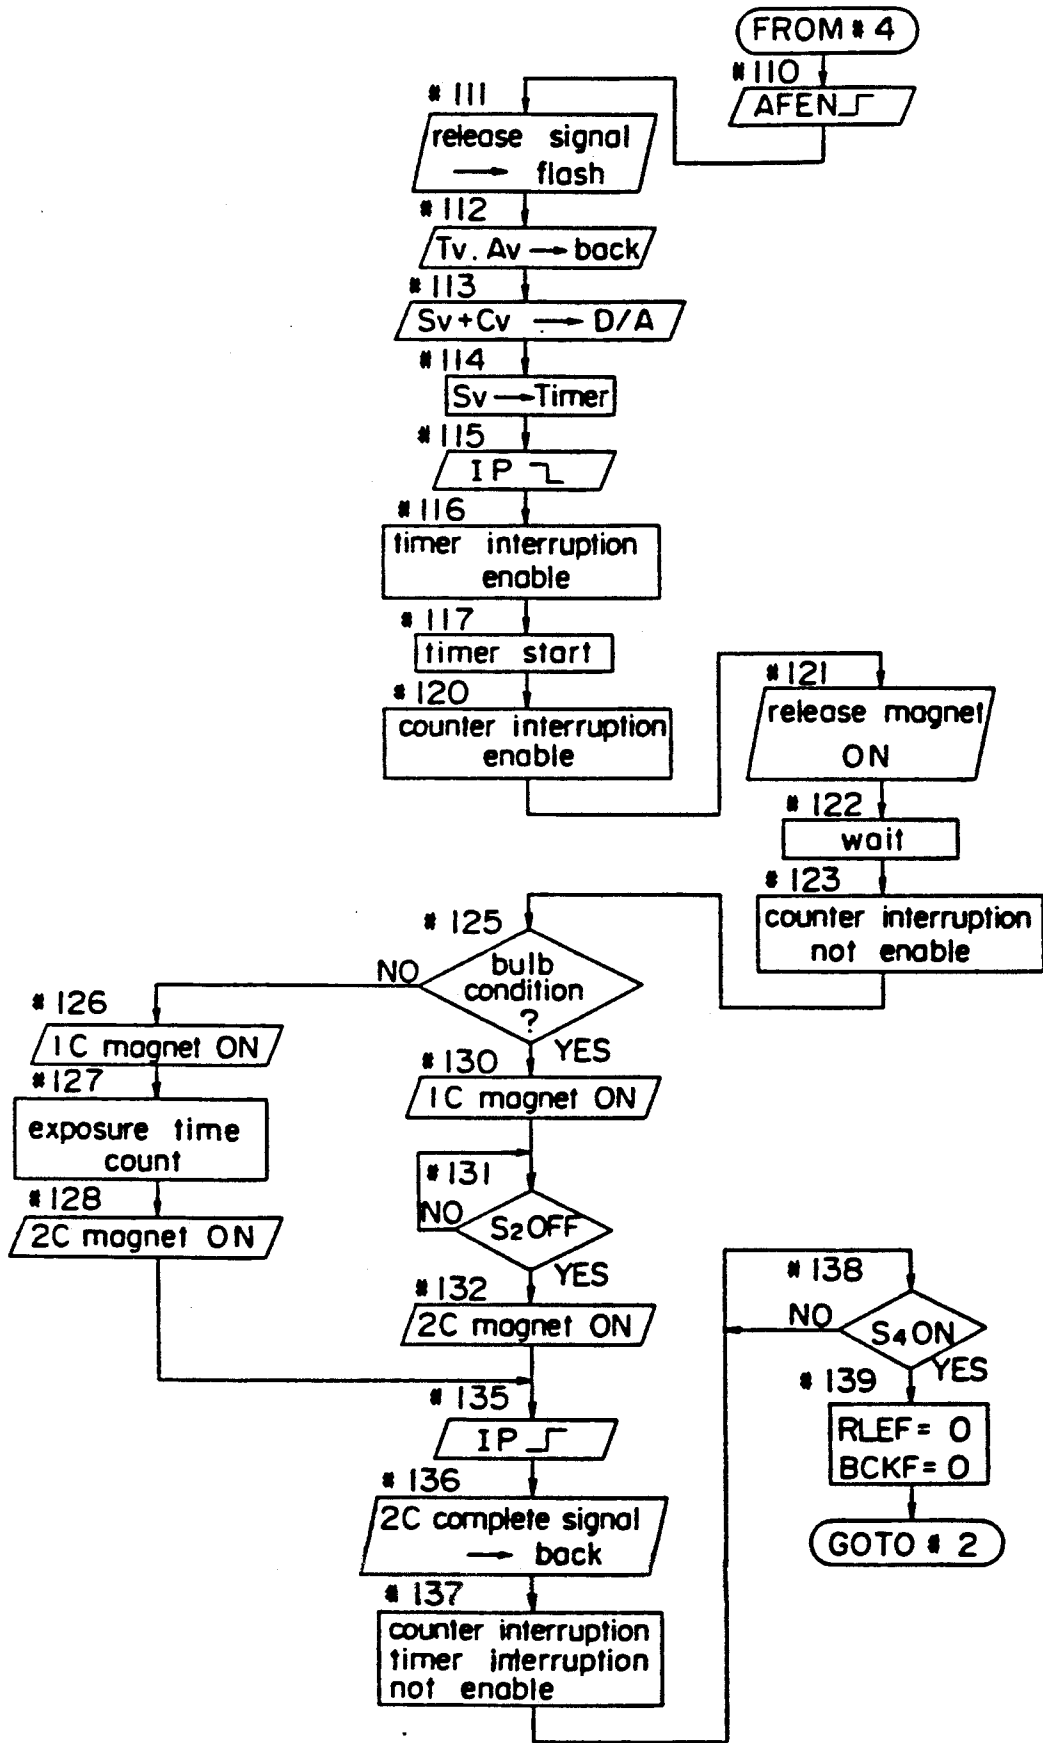 FROM # 4
#110
AFEN
#111
release signal
→ flash
#112
Tv. Av → back
#113
Sv+Cv → D/A
#114
Sv → Timer
#115
IP
#116
timer interruption
enable
#117
timer start
#120
counter interruption
enable
#121
release magnet
ON
#122
wait
#123
counter interruption
not enable
#125
bulb
condition
?
NO
YES
#126
1C magnet ON
#127
exposure time
count
#128
2C magnet ON
#130
1C magnet ON
#131
S2 OFF
NO
YES
#132
2C magnet ON
#135
IP
#136
2C complete signal
→ back
#137
counter interruption
timer interruption
not enable
#138
S4 ON
NO
YES
#139
RLEF = 0
BCKF = 0
GOTO # 2